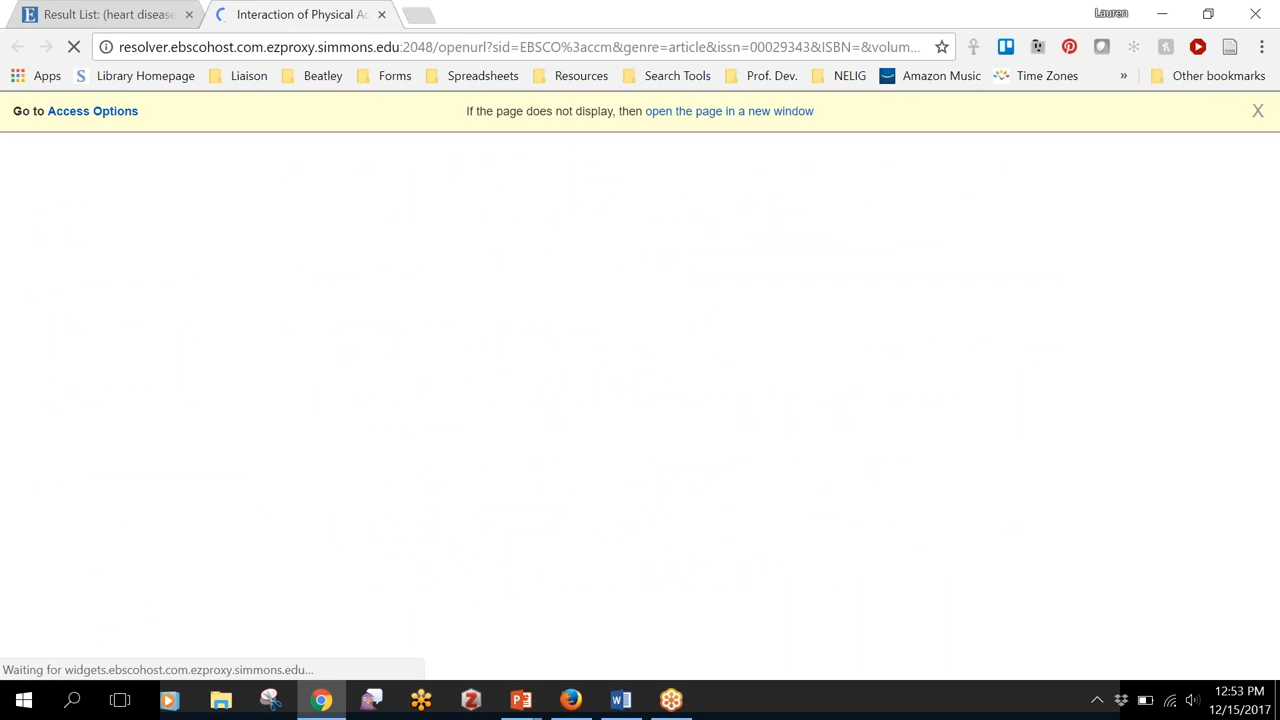 Result List: (heart disease
Interaction of Physical Ac
Lauren
resolver.ebscohost.com.ezproxy.simmons.edu:2048/openurl?sid=EBSCO%3accm&genre=article&issn=00029343&ISBN=&volum...
Apps
Library Homepage
Liaison
Beatley
Forms
Spreadsheets
Resources
Search Tools
Prof. Dev.
NELIG
Amazon Music
Time Zones
»
Other bookmarks
Go to Access Options
If the page does not display, then open the page in a new window
X
Waiting for widgets.ebscohost.com.ezproxy.simmons.edu...
12:53 PM
12/15/2017